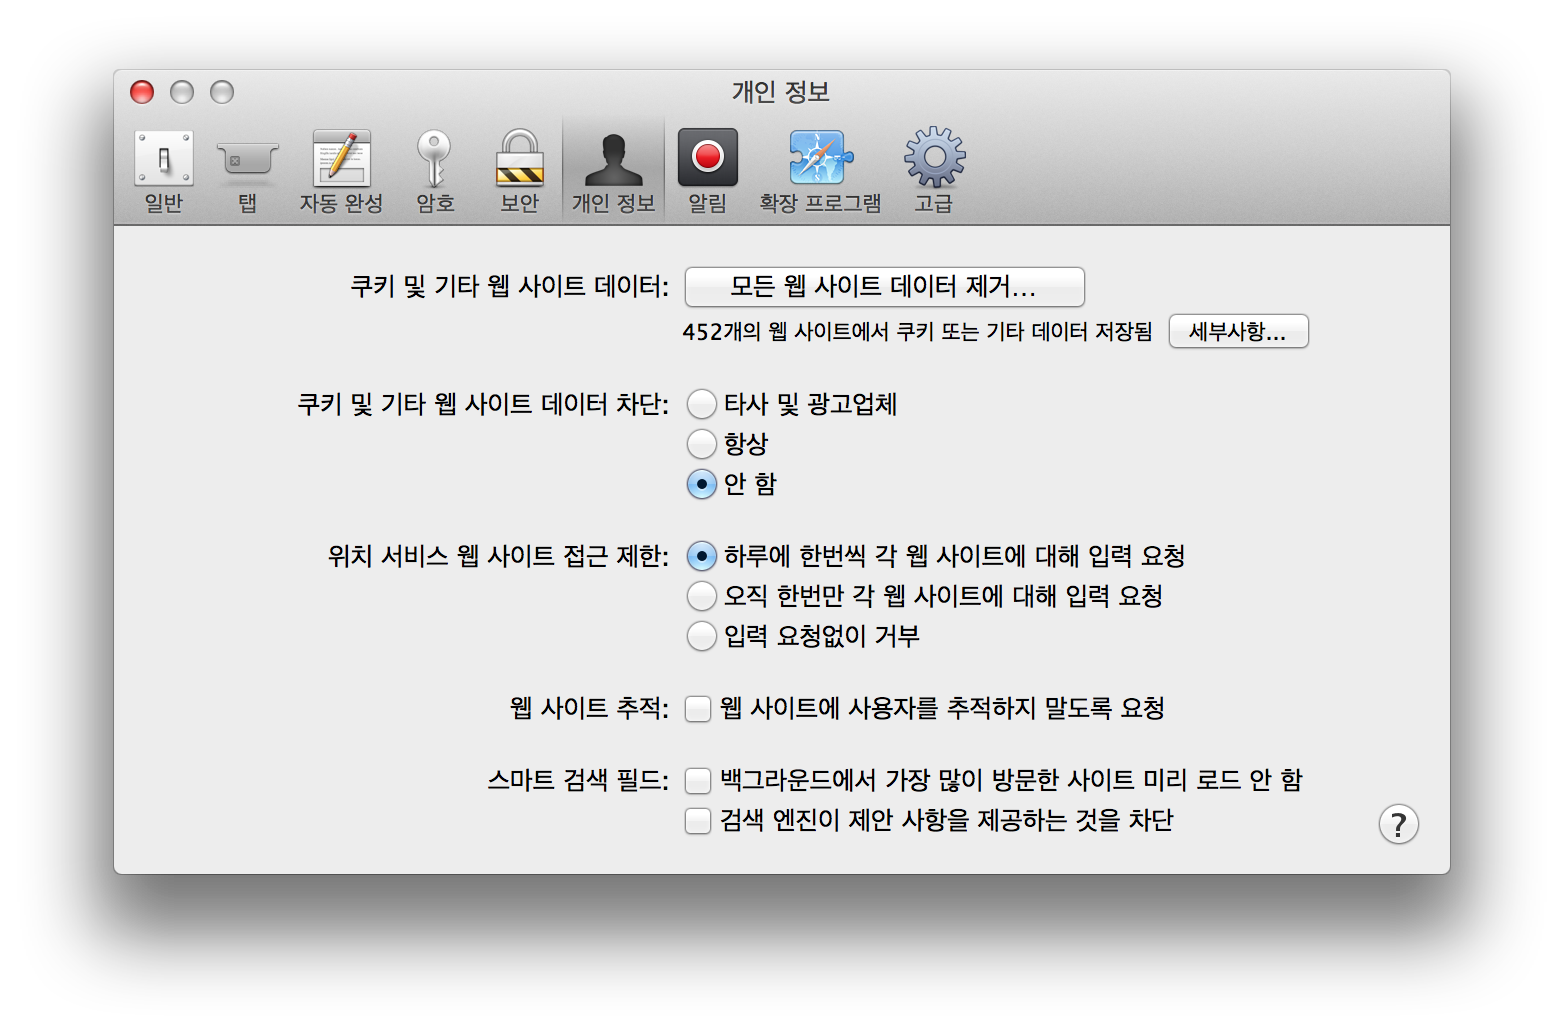 개인 정보
일반 탭 자동 완성 암호 보안 개인 정보 알림 확장 프로그램 고급
쿠키 및 기타 웹 사이트 데이터: 모든 웹 사이트 데이터 제거...
452개의 웹 사이트에서 쿠키 또는 기타 데이터 저장됨 세부사항...
쿠키 및 기타 웹 사이트 데이터 차단: 타사 및 광고업체
항상
안 함
위치 서비스 웹 사이트 접근 제한: 하루에 한번씩 각 웹 사이트에 대해 입력 요청
오직 한번만 각 웹 사이트에 대해 입력 요청
입력 요청없이 거부
웹 사이트 추적: 웹 사이트에 사용자를 추적하지 말도록 요청
스마트 검색 필드: 백그라운드에서 가장 많이 방문한 사이트 미리 로드 안 함
검색 엔진이 제안 사항을 제공하는 것을 차단
?